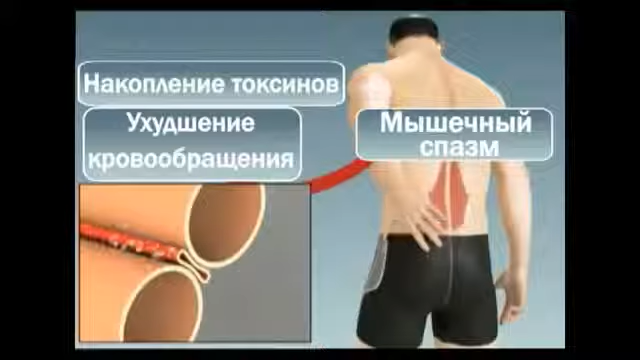 Накопление токсинов
Ухудшение
кровообращения
Мышечный
спазм